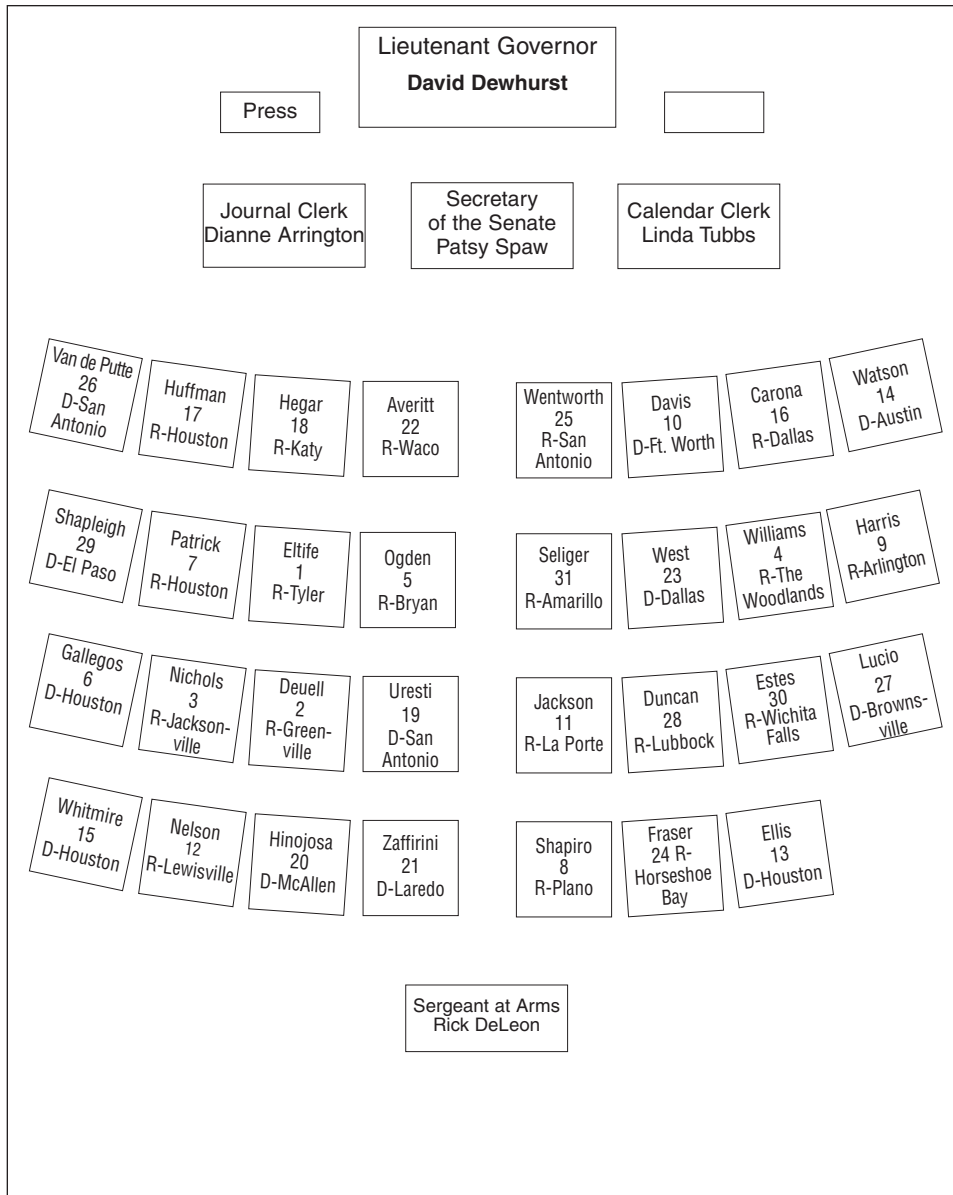 Lieutenant Governor
David Dewhurst
Press
Journal Clerk
Dianne Arrington
Secretary
of the Senate
Patsy Spaw
Calendar Clerk
Linda Tubbs
Van de Putte
26
D-San
Antonio
Huffman
17
R-Houston
Hegar
18
R-Katy
Averitt
22
R-Waco
Wentworth
25
R-San
Antonio
Davis
10
D-Ft. Worth
Carona
16
R-Dallas
Watson
14
D-Austin
Shapleigh
29
D-El Paso
Patrick
7
R-Houston
Eltife
1
R-Tyler
Ogden
5
R-Bryan
Seliger
31
R-Amarillo
West
23
D-Dallas
Williams
4
R-The
Woodlands
Harris
9
R-Arlington
Gallegos
6
D-Houston
Nichols
3
R-Jackson-
ville
Deuell
2
R-Green-
ville
Uresti
19
D-San
Antonio
Jackson
11
R-La Porte
Duncan
28
R-Lubbock
Estes
30
R-Wichita
Falls
Lucio
27
D-Browns-
ville
Whitmire
15
D-Houston
Nelson
12
R-Lewisville
Hinojosa
20
D-McAllen
Zaffirini
21
D-Laredo
Shapiro
8
R-Plano
Fraser
24 R-
Horseshoe
Bay
Ellis
13
D-Houston
Sergeant at Arms
Rick DeLeon